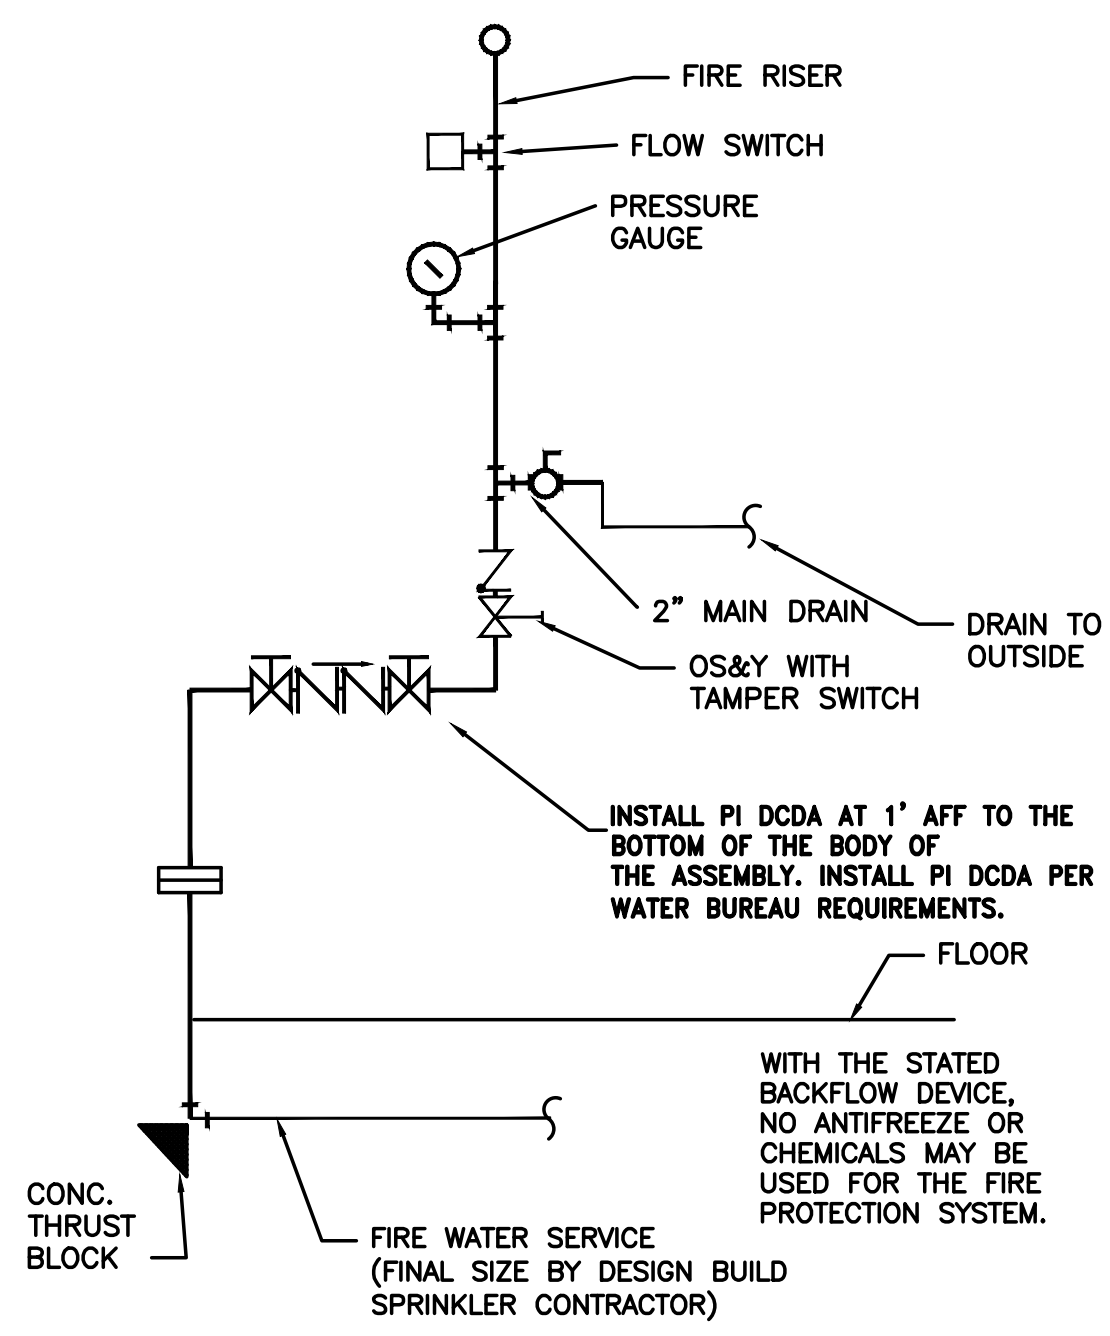 FIRE RISER
FLOW SWITCH
PRESSURE
GAUGE
2" MAIN DRAIN
DRAIN TO
OUTSIDE
OS&Y WITH
TAMPER SWITCH
INSTALL PI DCDA AT 1' AFF TO THE
BOTTOM OF THE BODY OF
THE ASSEMBLY. INSTALL PI DCDA PER
WATER BUREAU REQUIREMENTS.
FLOOR
WITH THE STATED
BACKFLOW DEVICE,
NO ANTIFREEZE OR
CHEMICALS MAY BE
USED FOR THE FIRE
PROTECTION SYSTEM.
CONC.
THRUST
BLOCK
FIRE WATER SERVICE
(FINAL SIZE BY DESIGN BUILD
SPRINKLER CONTRACTOR)